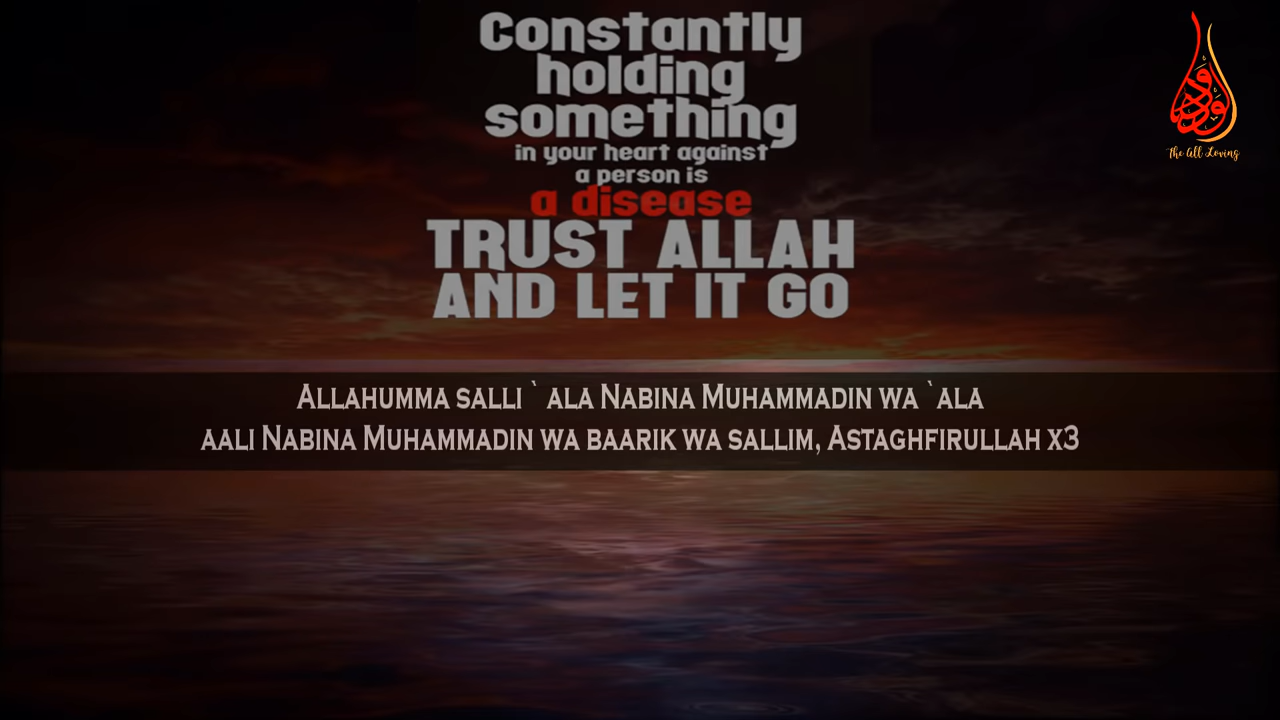 Constantly
holding
something
in your heart against
a person is
a disease
TRUST ALLAH
AND LET IT GO
الودود
The All Loving
Allahumma salli ` ala Nabina Muhammadin wa `ala
aali Nabina Muhammadin wa baarik wa sallim, Astaghfirullah x3